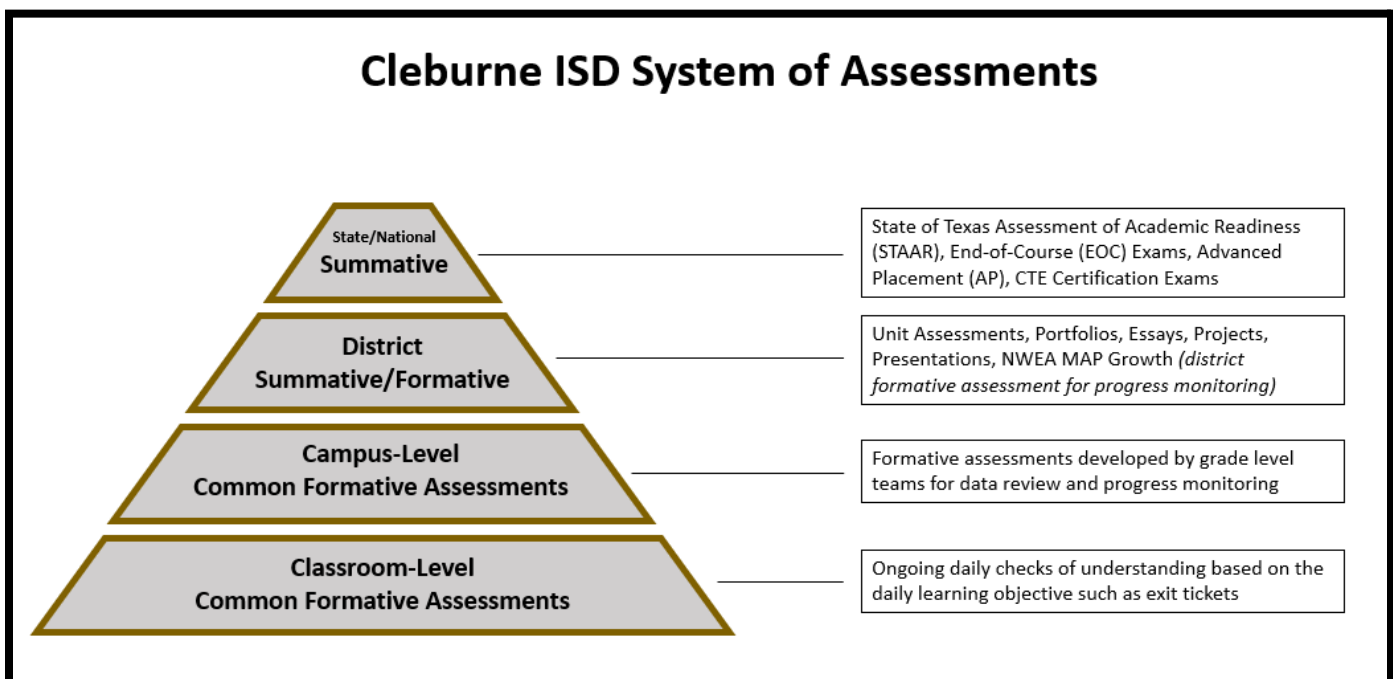 Cleburne ISD System of Assessments
State/National
Summative
State of Texas Assessment of Academic Readiness
(STAAR), End-of-Course (EOC) Exams, Advanced
Placement (AP), CTE Certification Exams
District
Summative/Formative
Unit Assessments, Portfolios, Essays, Projects,
Presentations, NWEA MAP Growth (district
formative assessment for progress monitoring)
Campus-Level
Common Formative Assessments
Formative assessments developed by grade level
teams for data review and progress monitoring
Classroom-Level
Common Formative Assessments
Ongoing daily checks of understanding based on the
daily learning objective such as exit tickets